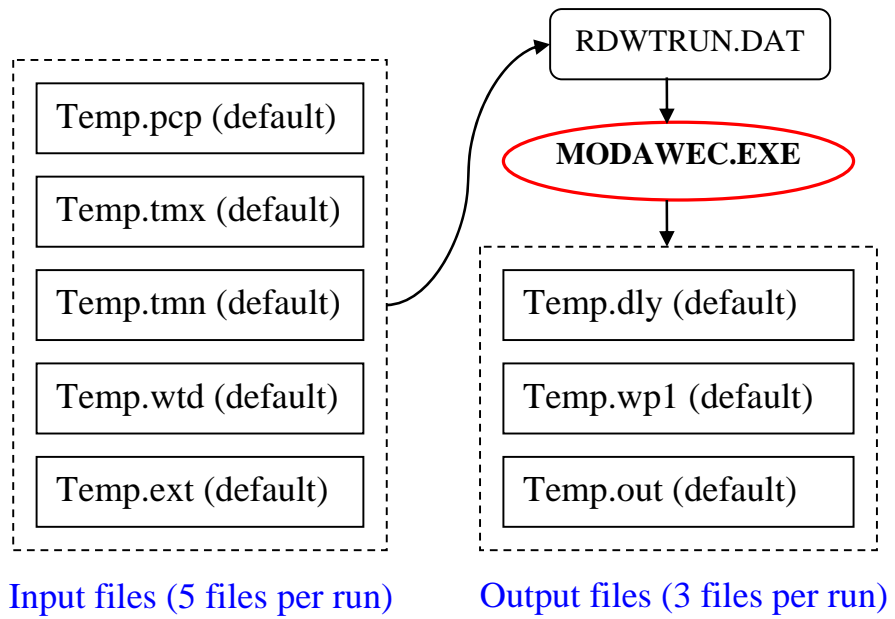 Temp.pcp (default)
Temp.tmx (default)
Temp.tmn (default)
Temp.wtd (default)
Temp.ext (default)
Input files (5 files per run)
RDWTRUN.DAT
MODAWEC.EXE
Temp.dly (default)
Temp.wp1 (default)
Temp.out (default)
Output files (3 files per run)